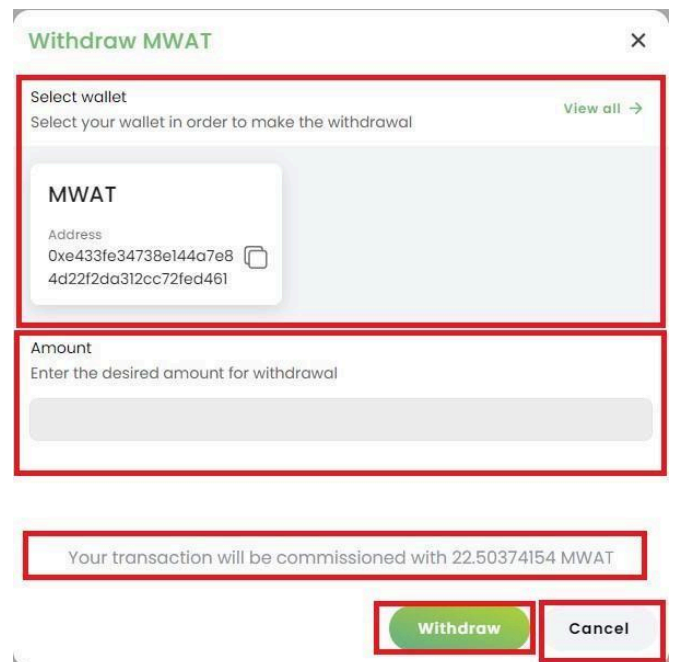 Withdraw MWAT
Select wallet
Select your wallet in order to make the withdrawal
View all →
MWAT
Address
0xe433fe34738e144a7e8
4d22f2da312cc72fed461
Amount
Enter the desired amount for withdrawal
Your transaction will be commissioned with 22.50374154 MWAT
Withdraw
Cancel